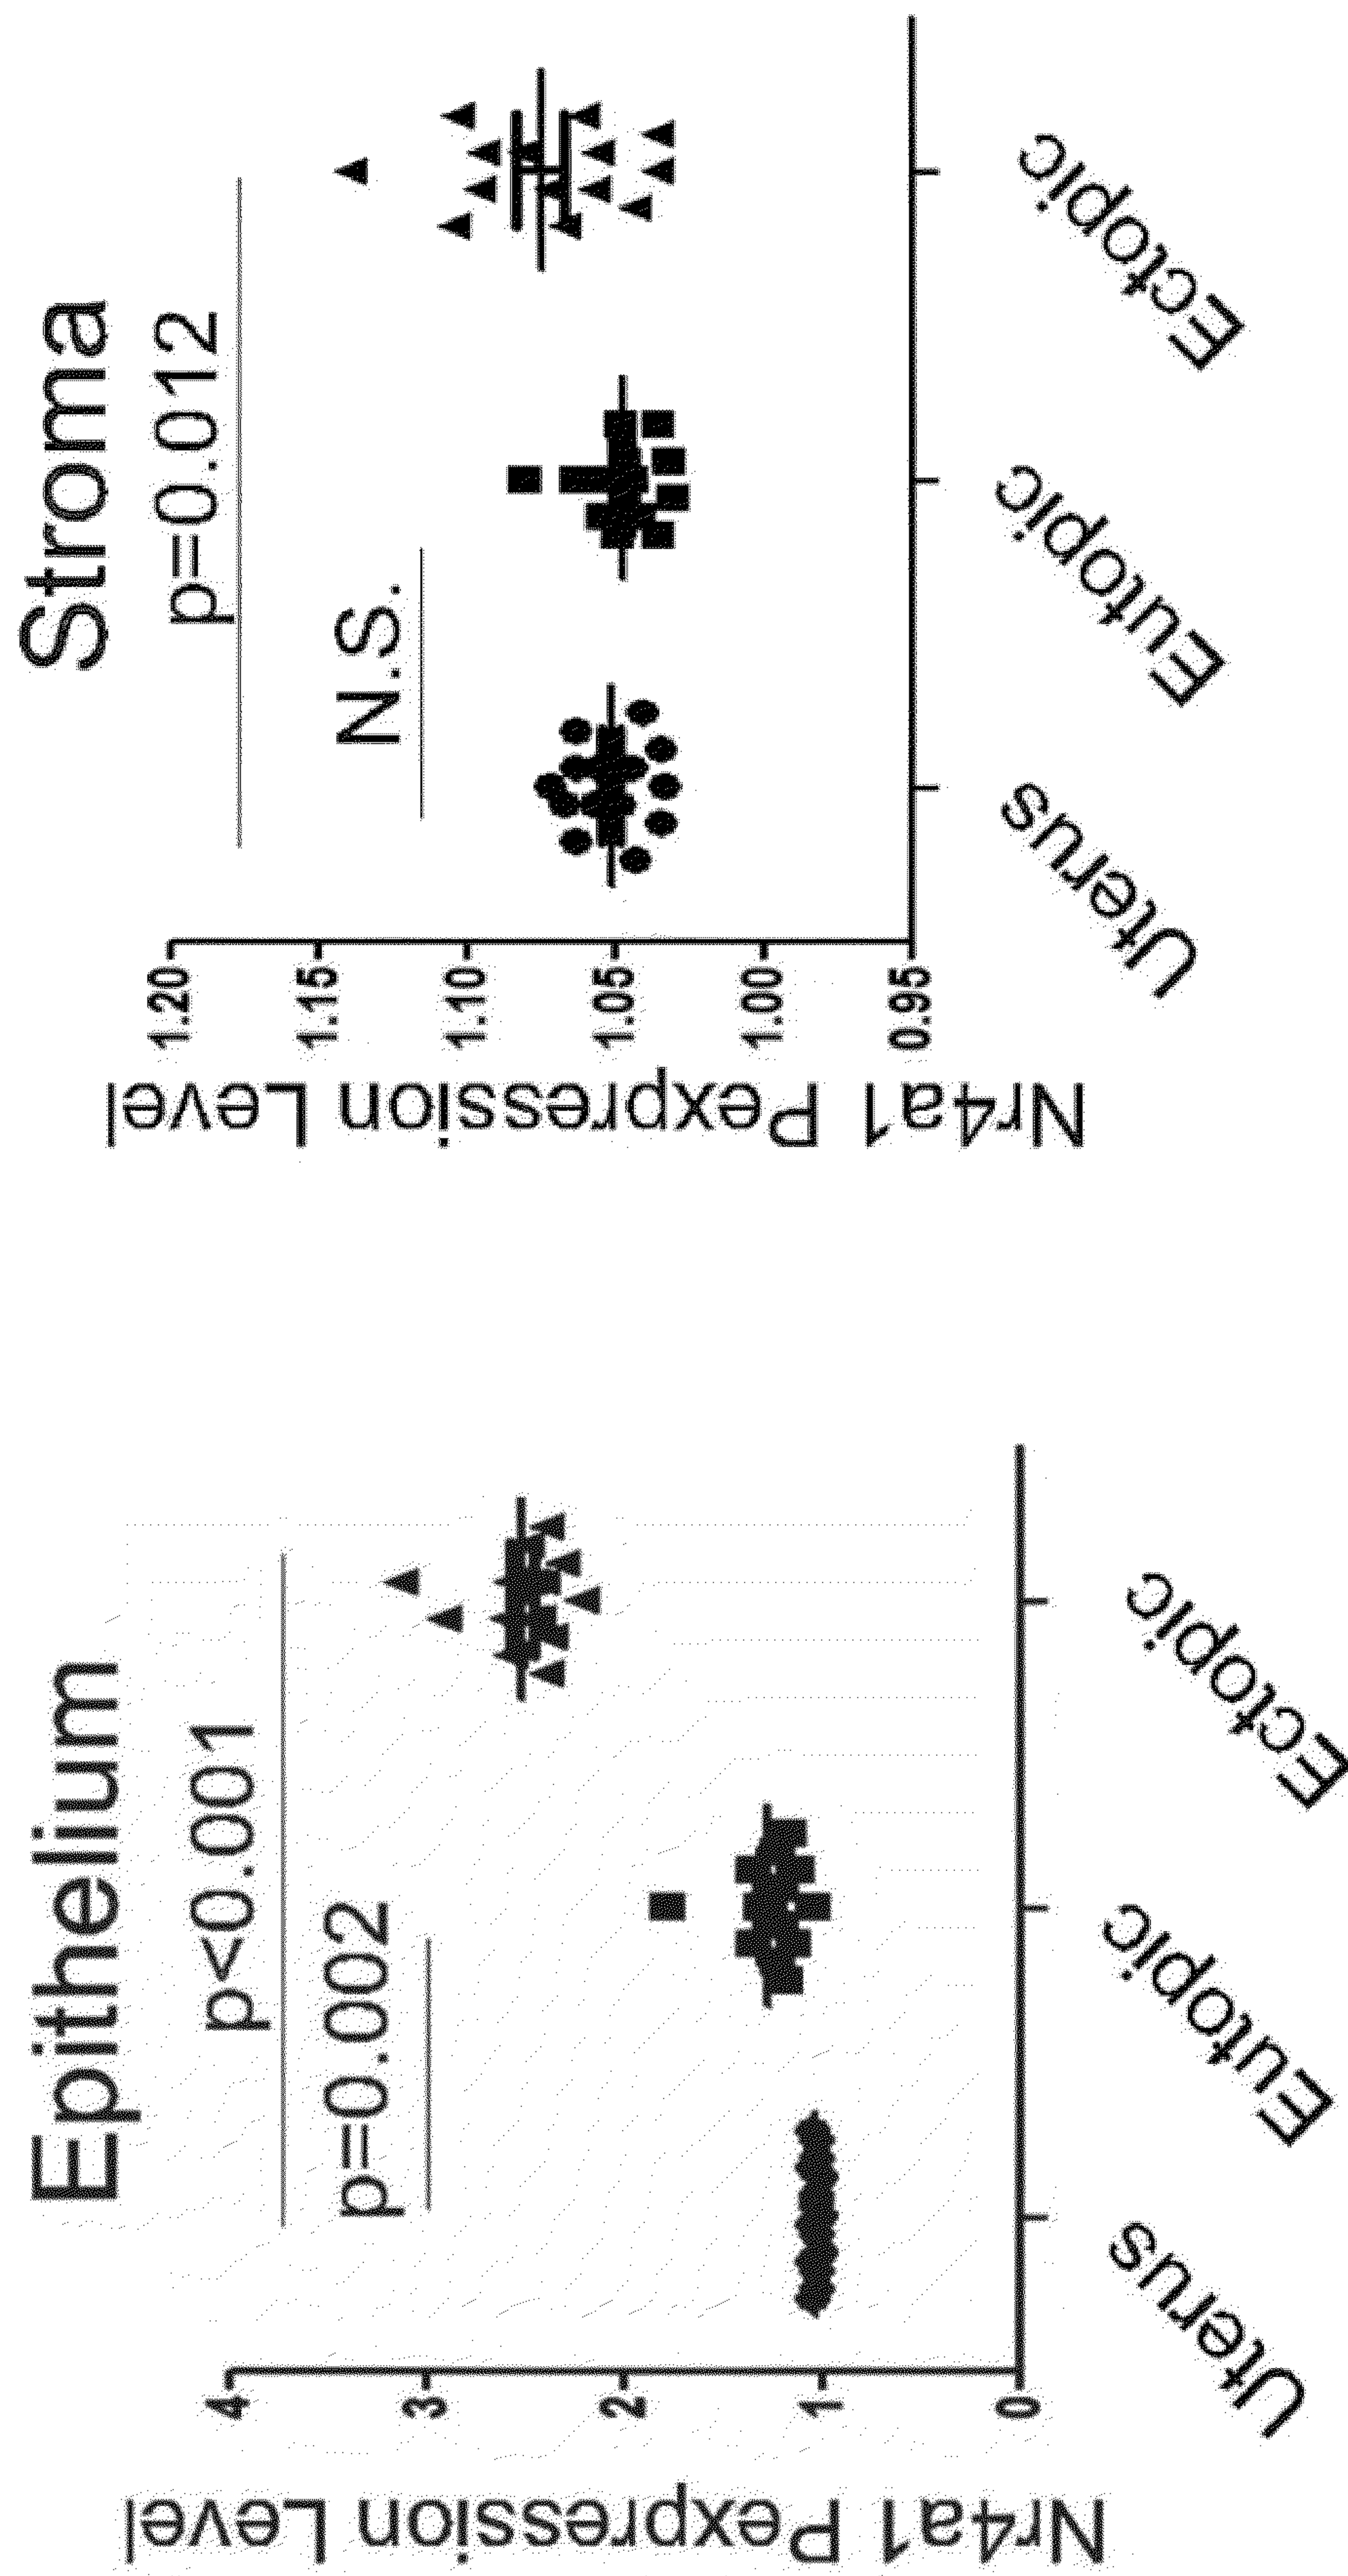 Epithelium
p<0.001
p=0.002
4
3
2
1
0
Nr4a1 Pexpression Level
Uterus
Eutopic
Ectopic
Stroma
p=0.012
N.S.
1.20
1.15
1.10
1.05
1.00
0.95
Nr4a1 Pexpression Level
Uterus
Eutopic
Ectopic